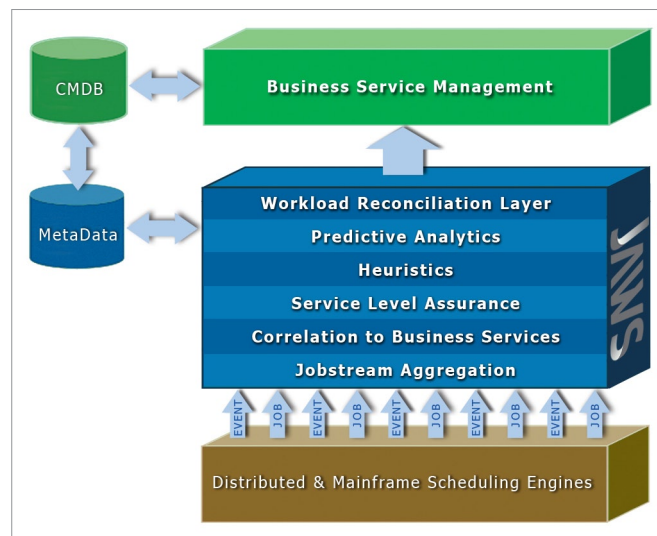 CMDB
Business Service Management
MetaData
Workload Reconciliation Layer
Predictive Analytics
Heuristics
Service Level Assurance
Correlation to Business Services
Jobstream Aggregation
JAWS
EVENT
JOB
EVENT
JOB
EVENT
JOB
EVENT
JOB
EVENT
JOB
Distributed & Mainframe Scheduling Engines